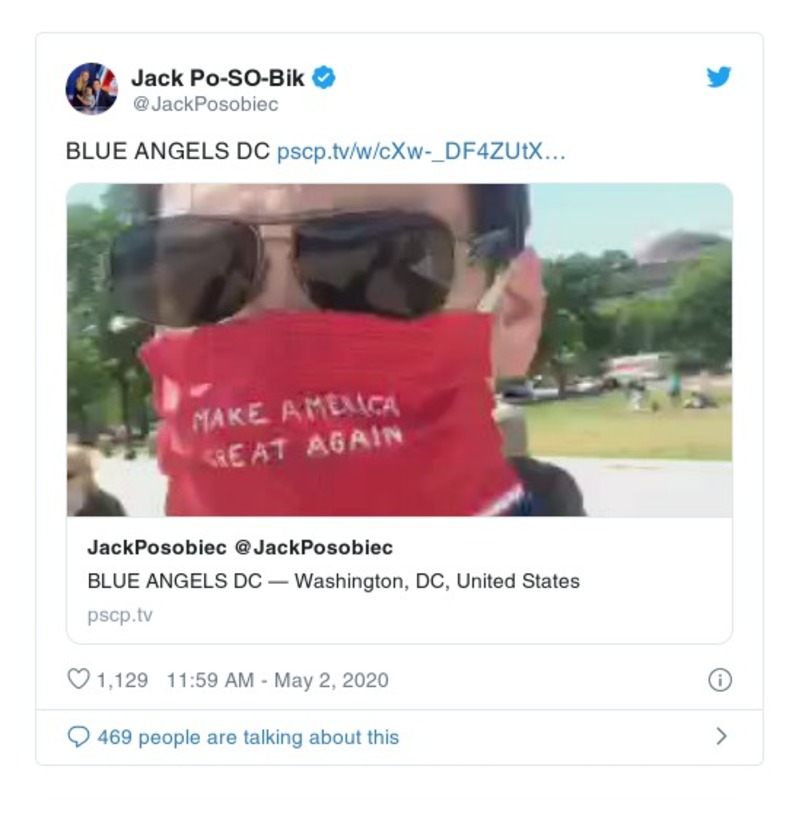 Jack Po-SO-Bik
@JackPosobiec
BLUE ANGELS DC pscp.tv/w/cXw-_DF4ZUtX…
MAKE AMERICA
GREAT AGAIN
JackPosobiec @JackPosobiec
BLUE ANGELS DC — Washington, DC, United States
pscp.tv
1,129 11:59 AM - May 2, 2020
469 people are talking about this